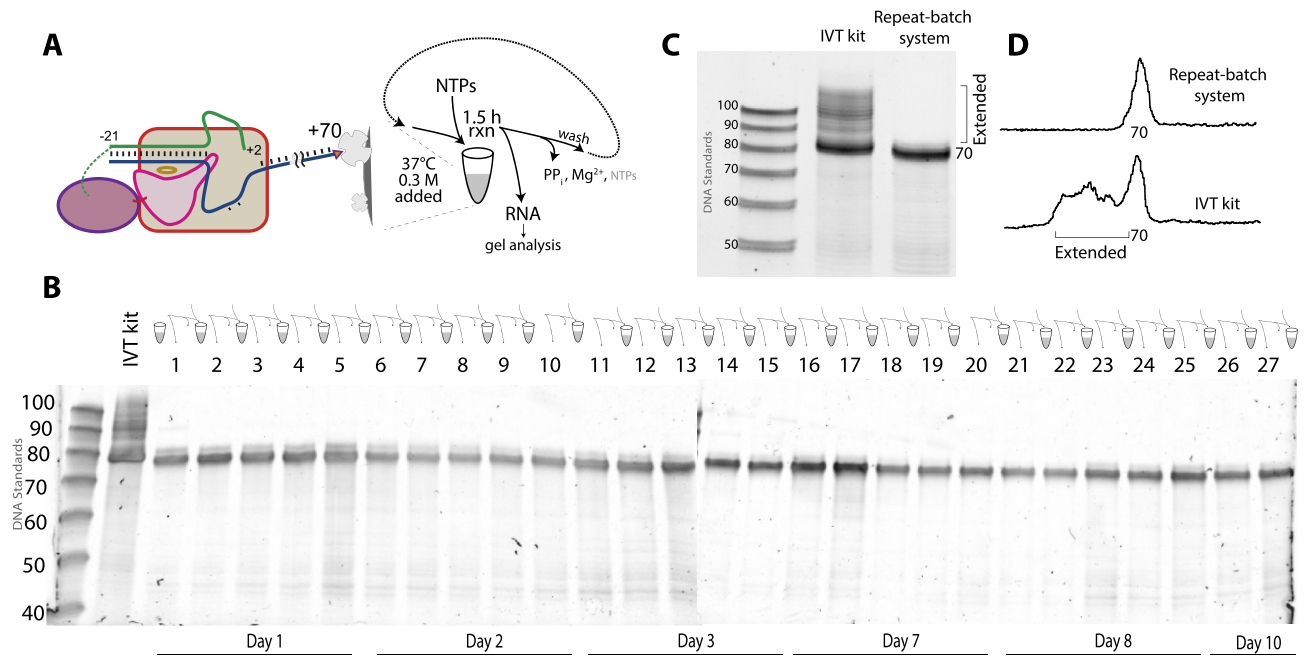 A
-21
+2
+70
NTPs
1.5 h
rxn
wash
37°C
0.3 M
added
PPi, Mg2+, NTPs
RNA
gel analysis
C
IVT kit
Repeat-batch
system
100
90
80
70
60
50
DNA Standards
Extended
70
D
Repeat-batch
system
70
IVT kit
70
Extended
B
IVT kit
1 2 3 4 5 6 7 8 9 10 11 12 13 14 15 16 17 18 19 20 21 22 23 24 25 26 27
100
90
80
70
60
50
40
DNA Standards
Day 1 Day 2 Day 3 Day 7 Day 8 Day 10